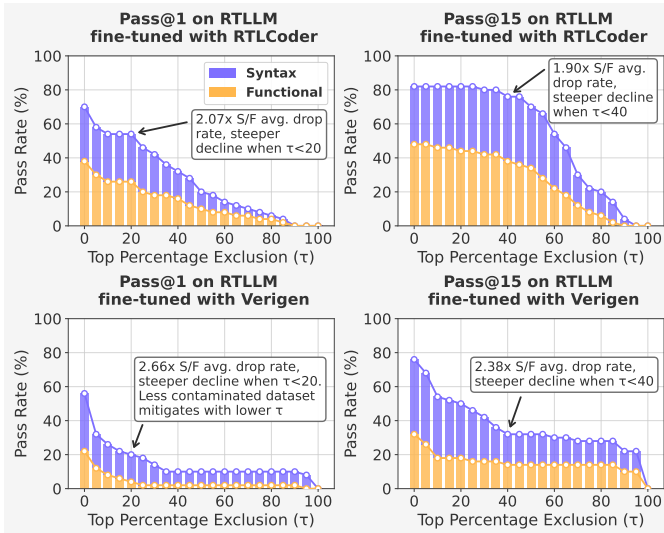 Pass@1 on RTLLM
fine-tuned with RTLCoder
100
80
60
40
20
0
Pass Rate (%)
Syntax
Functional
2.07x S/F avg. drop
rate, steeper
decline when τ<20
0 20 40 60 80 100
Top Percentage Exclusion (τ)
Pass@15 on RTLLM
fine-tuned with RTLCoder
100
80
60
40
20
0
Pass Rate (%)
1.90x S/F avg.
drop rate,
steeper decline
when τ<40
0 20 40 60 80 100
Top Percentage Exclusion (τ)
Pass@1 on RTLLM
fine-tuned with Verigen
100
80
60
40
20
0
Pass Rate (%)
2.66x S/F avg. drop rate,
steeper decline when τ<20.
Less contaminated dataset
mitigates with lower τ
0 20 40 60 80 100
Top Percentage Exclusion (τ)
Pass@15 on RTLLM
fine-tuned with Verigen
100
80
60
40
20
0
Pass Rate (%)
2.38x S/F avg. drop rate,
steeper decline when τ<40
0 20 40 60 80 100
Top Percentage Exclusion (τ)